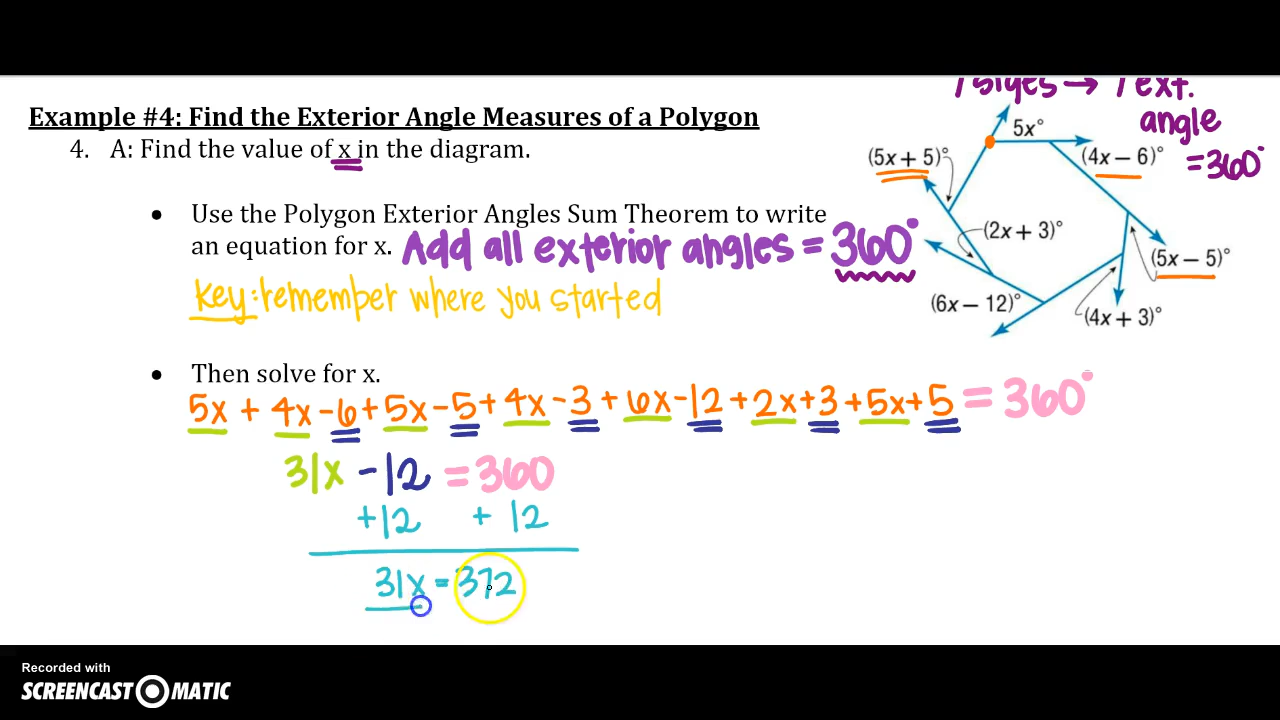 7 sides → 7 ext.
angle
= 360°
Example #4: Find the Exterior Angle Measures of a Polygon
4. A: Find the value of x in the diagram.
5x°
(5x + 5)°
(4x – 6)°
• Use the Polygon Exterior Angles Sum Theorem to write
an equation for x. Add all exterior angles = 360°
(2x + 3)°
(5x – 5)°
key: remember where you started
(6x – 12)°
(4x + 3)°
• Then solve for x.
5x + 4x - 6 + 5x - 5 + 4x - 3 + 6x - 12 + 2x + 3 + 5x + 5 = 360°
31x - 12 = 360
+12 + 12
31x = 372
Recorded with
SCREENCAST O MATIC